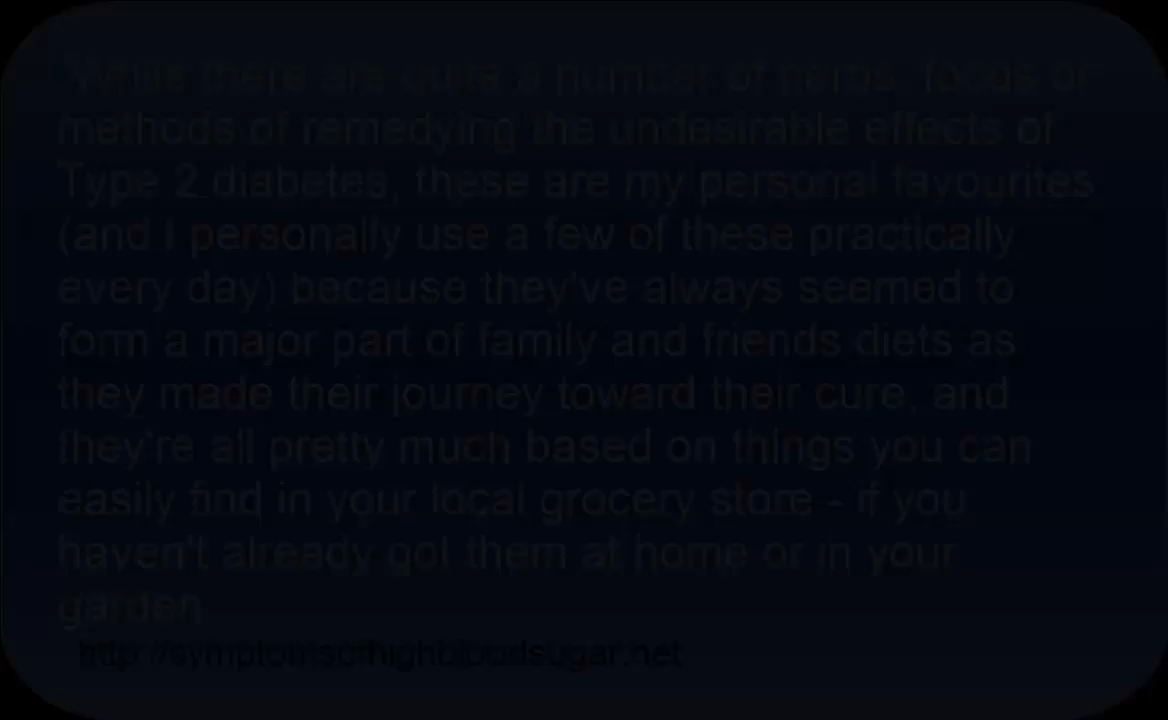 While there are quite a number of herbs, foods or
methods of remedying the undesirable effects of
Type 2 diabetes, these are my personal favourites
(and I personally use a few of these practically
every day) because they've always seemed to
form a major part of family and friends diets as
they made their journey toward their cure, and
they're all pretty much based on things you can
easily find in your local grocery store - if you
haven't already got them at home or in your
garden
http://symptomsofhighbloodsugar.net